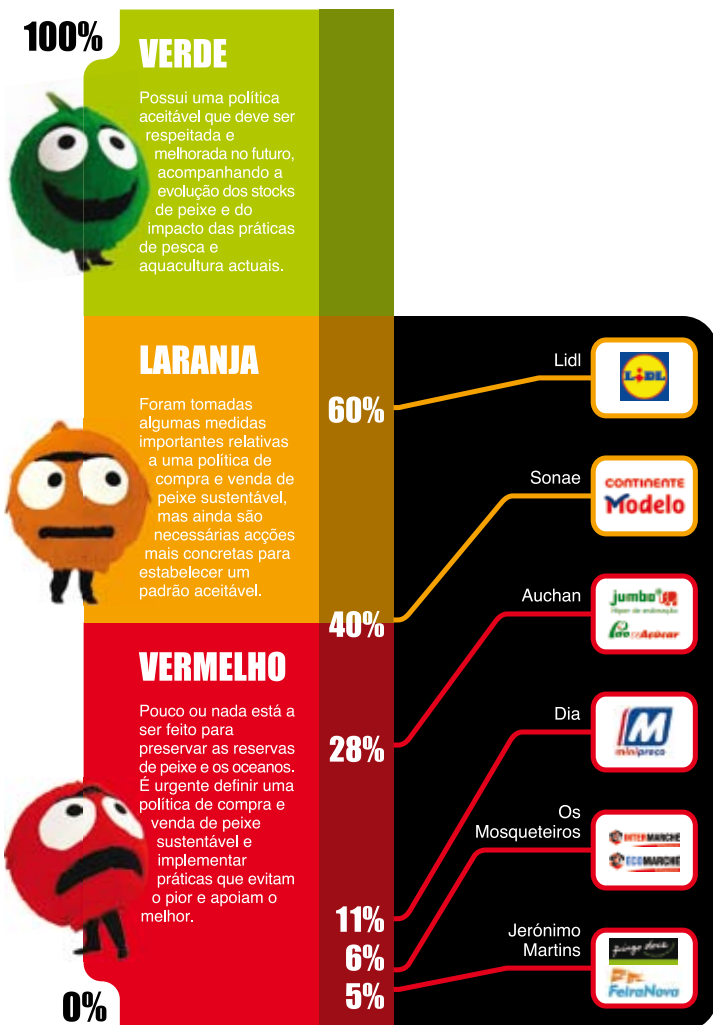 100%
VERDE
Possui uma política
aceitável que deve ser
respeitada e
melhorada no futuro,
acompanhando a
evolução dos stocks
de peixe e do
impacto das práticas
de pesca e
aquacultura actuais.
LARANJA
Foram tomadas
algumas medidas
importantes relativas
a uma política de
compra e venda de
peixe sustentável,
mas ainda são
necessárias acções
mais concretas para
estabelecer um
padrão aceitável.
VERMELHO
Pouco ou nada está a
ser feito para
preservar as reservas
de peixe e os oceanos.
É urgente definir uma
política de compra e
venda de peixe
sustentável e
implementar
práticas que evitam
o pior e apoiam o
melhor.
0%
60%
Lidl
LiDL
40%
Sonae
CONTINENTE
Modelo
28%
Auchan
jumbo
Pão de Açúcar
11%
Dia
M
minipreço
6%
Os
Mosqueteiros
INTERMARCHÉ
ECOMARCHÉ
5%
Jerónimo
Martins
pingo doce
FeiraNova